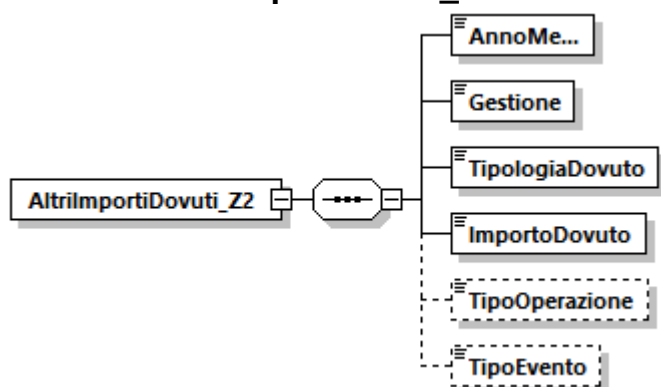 AnnoMe...
Gestione
TipologiaDovuto
AltriImportiDovuti_Z2
ImportoDovuto
TipoOperazione
TipoEvento